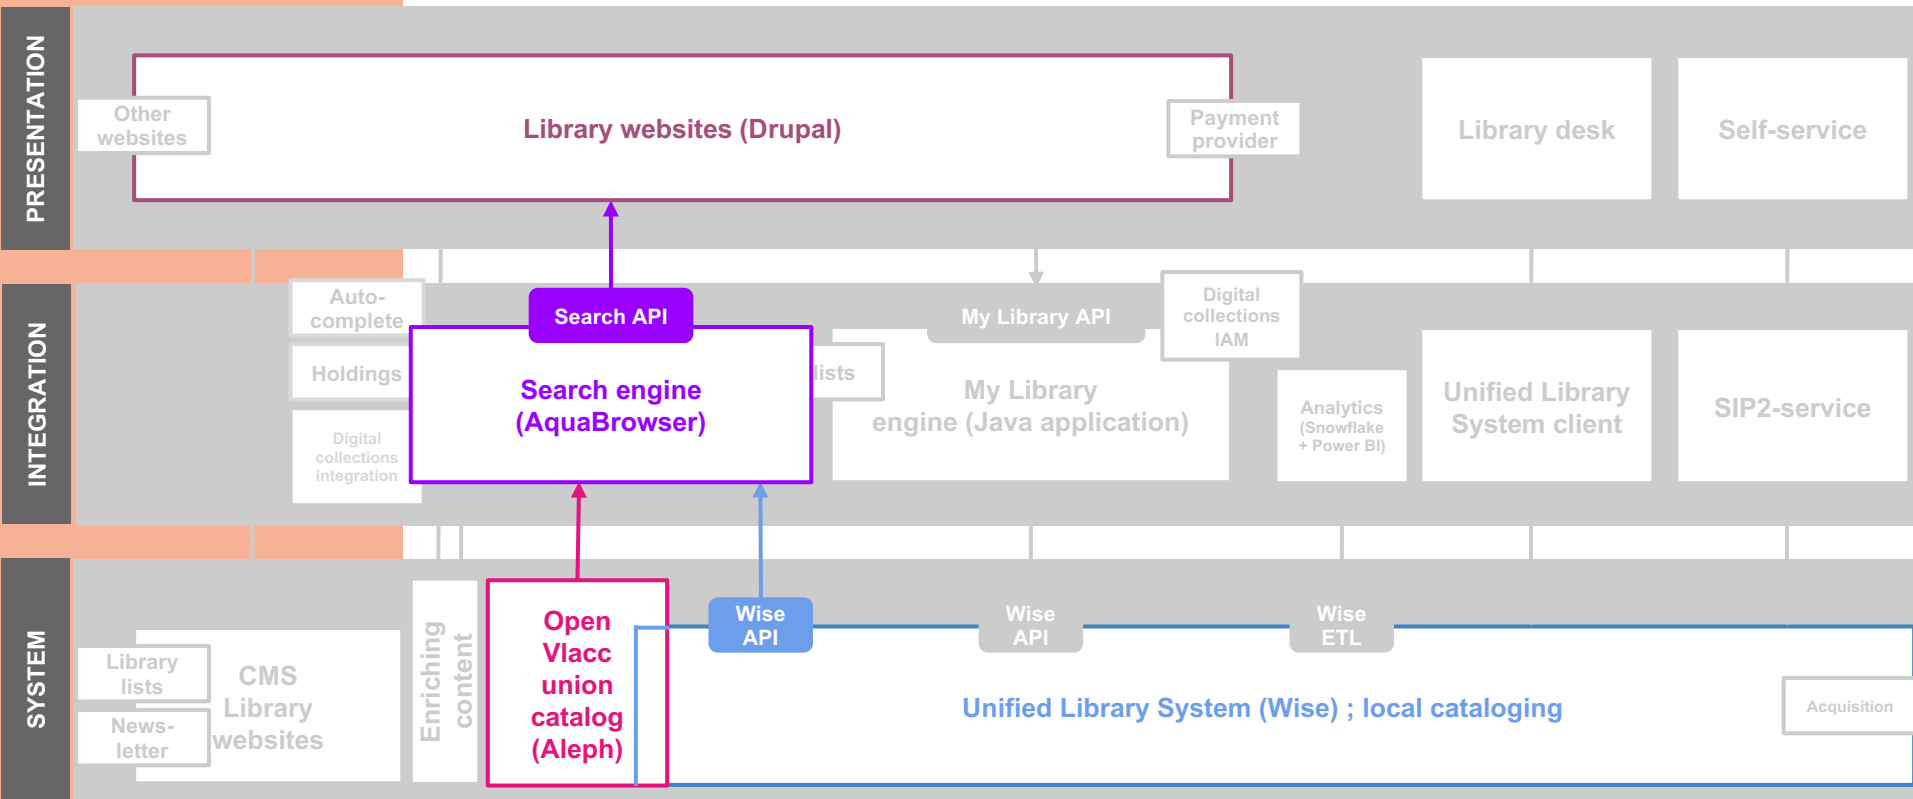 PRESENTATION
Other
websites
Library websites (Drupal)
Payment
provider
Library desk
Self-service
INTEGRATION
Auto-
complete
Holdings
Digital
collections
integration
Search API
Search engine
(AquaBrowser)
lists
My Library API
My Library
engine (Java application)
Digital
collections
IAM
Analytics
(Snowflake
+ Power BI)
Unified Library
System client
SIP2-service
SYSTEM
Library
lists
News-
letter
CMS
Library
websites
Enriching
content
Open
Vlacc
union
catalog
(Aleph)
Wise
API
Wise
API
Wise
ETL
Unified Library System (Wise) ; local cataloging
Acquisition